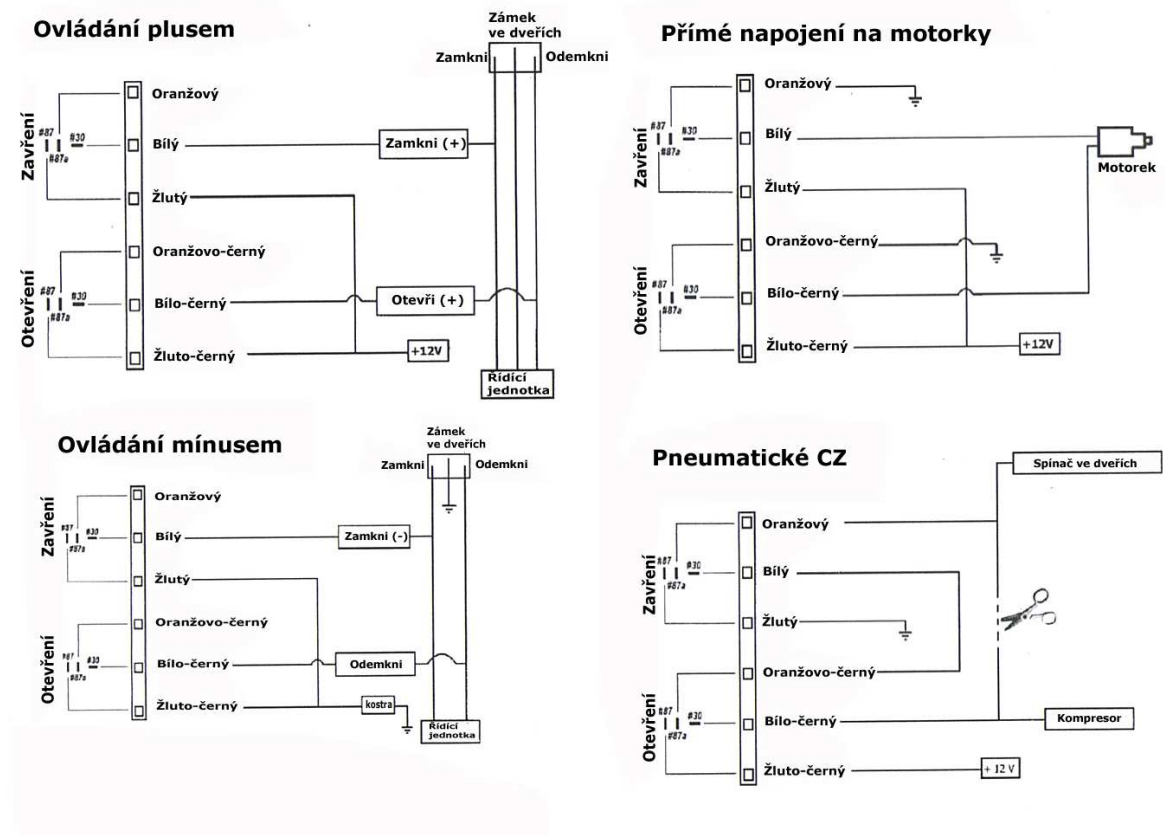 Ovládání plusem
Zámek
ve dveřích
Zamkni
Odemkni
Zavření
#87
#87a
#30
Oranžový
Bílý
Zamkni (+)
Žlutý
Otevření
#87
#87a
#30
Oranžovo-černý
Bílo-černý
Otevři (+)
Žluto-černý
+12V
Řídící
jednotka
Přímé napojení na motorky
Zavření
#87
#87a
#30
Oranžový
Bílý
Motorek
Žlutý
Otevření
#87
#87a
#30
Oranžovo-černý
Bílo-černý
Žluto-černý
+12V
Ovládání mínusem
Zámek
ve dveřích
Zamkni
Odemkni
Zavření
#87
#87a
#30
Oranžový
Bílý
Zamkni (-)
Žlutý
Otevření
#87
#87a
#30
Oranžovo-černý
Bílo-černý
Odemkni
Žluto-černý
kostra
Řídící
jednotka
Pneumatické CZ
Spínač ve dveřích
Zavření
#87
#87a
#30
Oranžový
Bílý
Žlutý
Otevření
#87
#87a
#30
Oranžovo-černý
Bílo-černý
Kompresor
Žluto-černý
+ 12 V